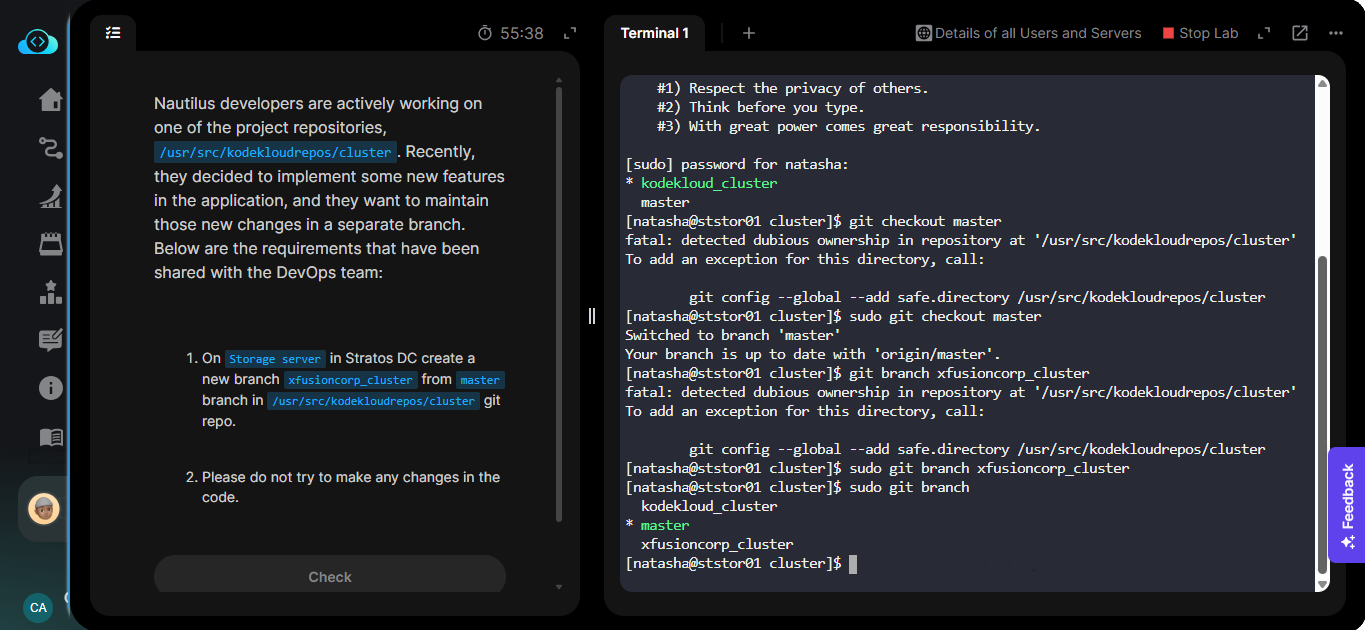 55:38
Terminal 1
+
Details of all Users and Servers
Stop Lab
Nautilus developers are actively working on
one of the project repositories,
/usr/src/kodekloudrepos/cluster . Recently,
they decided to implement some new features
in the application, and they want to maintain
those new changes in a separate branch.
Below are the requirements that have been
shared with the DevOps team:
1. On Storage server in Stratos DC create a
new branch xfusioncorp_cluster from master
branch in /usr/src/kodekloudrepos/cluster git
repo.
2. Please do not try to make any changes in the
code.
Check
CA
#1) Respect the privacy of others.
#2) Think before you type.
#3) With great power comes great responsibility.
[sudo] password for natasha:
* kodekloud_cluster
master
[natasha@ststor01 cluster]$ git checkout master
fatal: detected dubious ownership in repository at '/usr/src/kodekloudrepos/cluster'
To add an exception for this directory, call:
git config --global --add safe.directory /usr/src/kodekloudrepos/cluster
[natasha@ststor01 cluster]$ sudo git checkout master
Switched to branch 'master'
Your branch is up to date with 'origin/master'.
[natasha@ststor01 cluster]$ git branch xfusioncorp_cluster
fatal: detected dubious ownership in repository at '/usr/src/kodekloudrepos/cluster'
To add an exception for this directory, call:
git config --global --add safe.directory /usr/src/kodekloudrepos/cluster
[natasha@ststor01 cluster]$ sudo git branch xfusioncorp_cluster
[natasha@ststor01 cluster]$ sudo git branch
kodekloud_cluster
* master
xfusioncorp_cluster
[natasha@ststor01 cluster]$
Feedback